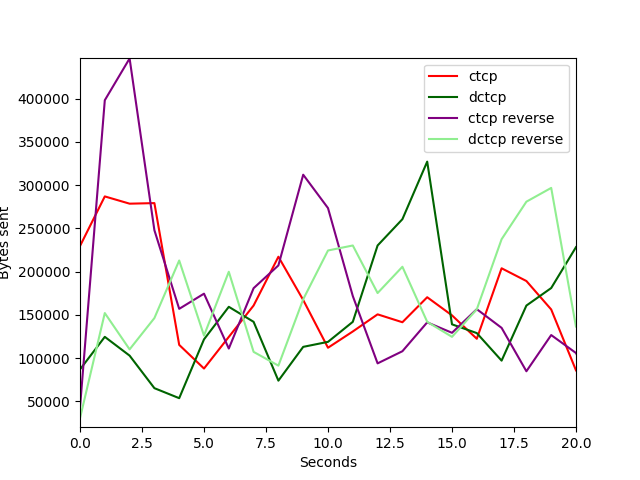 400000
350000
300000
250000
200000
150000
100000
50000
Bytes sent
ctcp
dctcp
ctcp reverse
dctcp reverse
0.0 2.5 5.0 7.5 10.0 12.5 15.0 17.5 20.0
Seconds